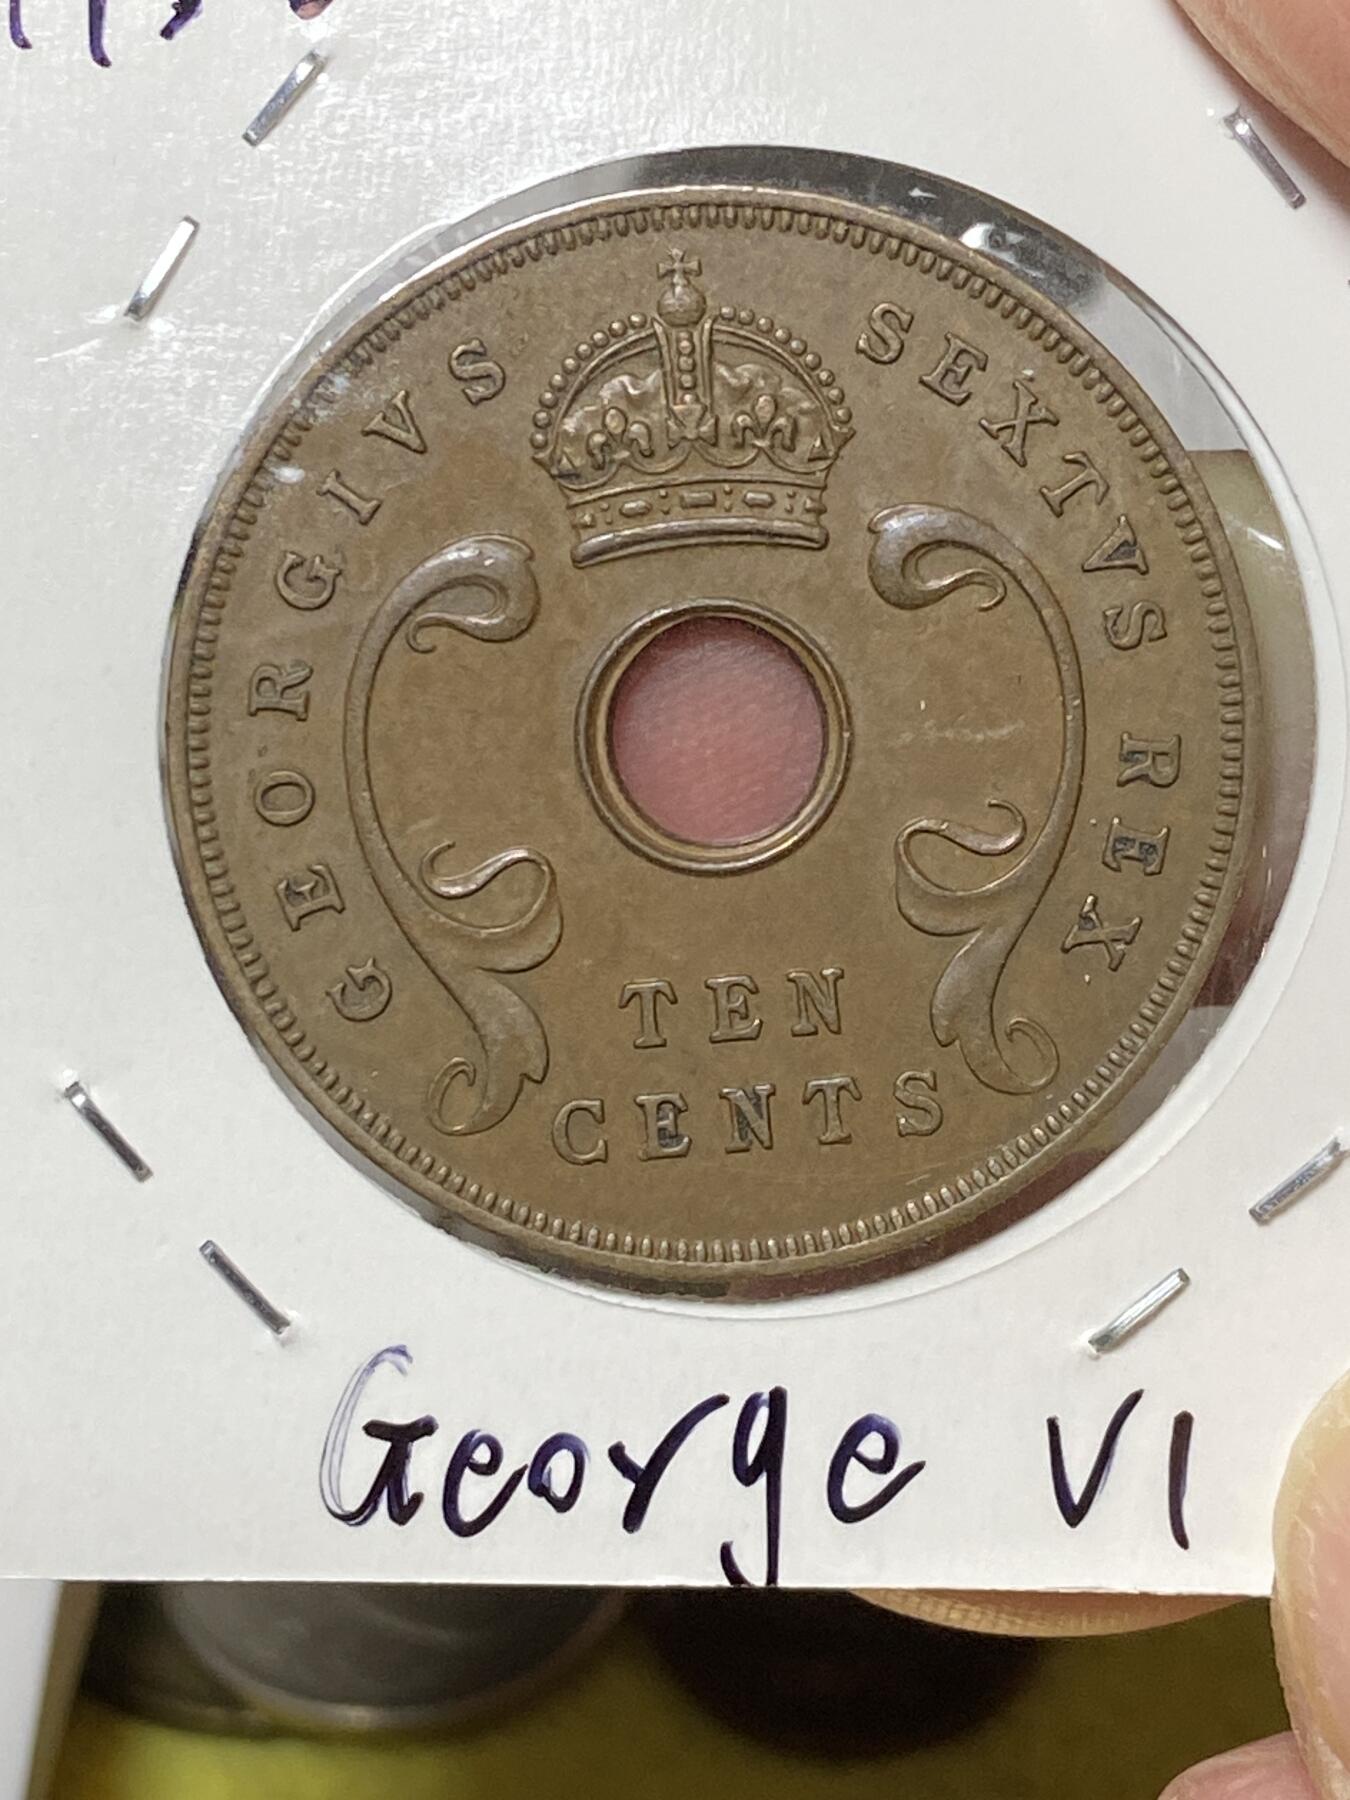 GEORGIVS SEXTVS REX
TEN
CENTS
George VI